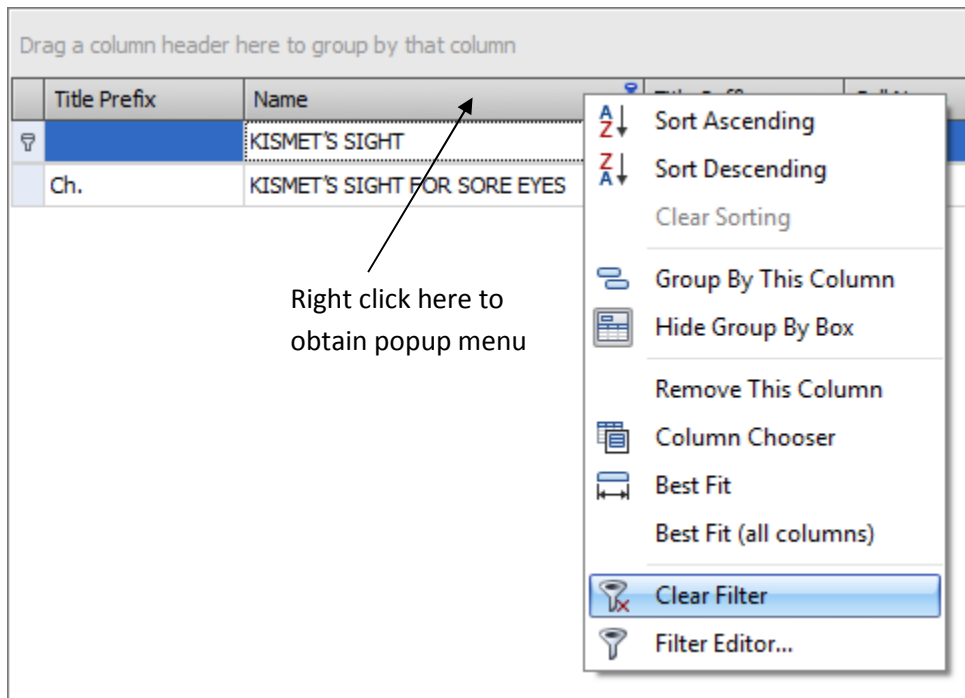 Drag a column header here to group by that column
Title Prefix Name
KISMET'S SIGHT
Ch. KISMET'S SIGHT FOR SORE EYES
Right click here to
obtain popup menu
Sort Ascending
Sort Descending
Clear Sorting
Group By This Column
Hide Group By Box
Remove This Column
Column Chooser
Best Fit
Best Fit (all columns)
Clear Filter
Filter Editor...